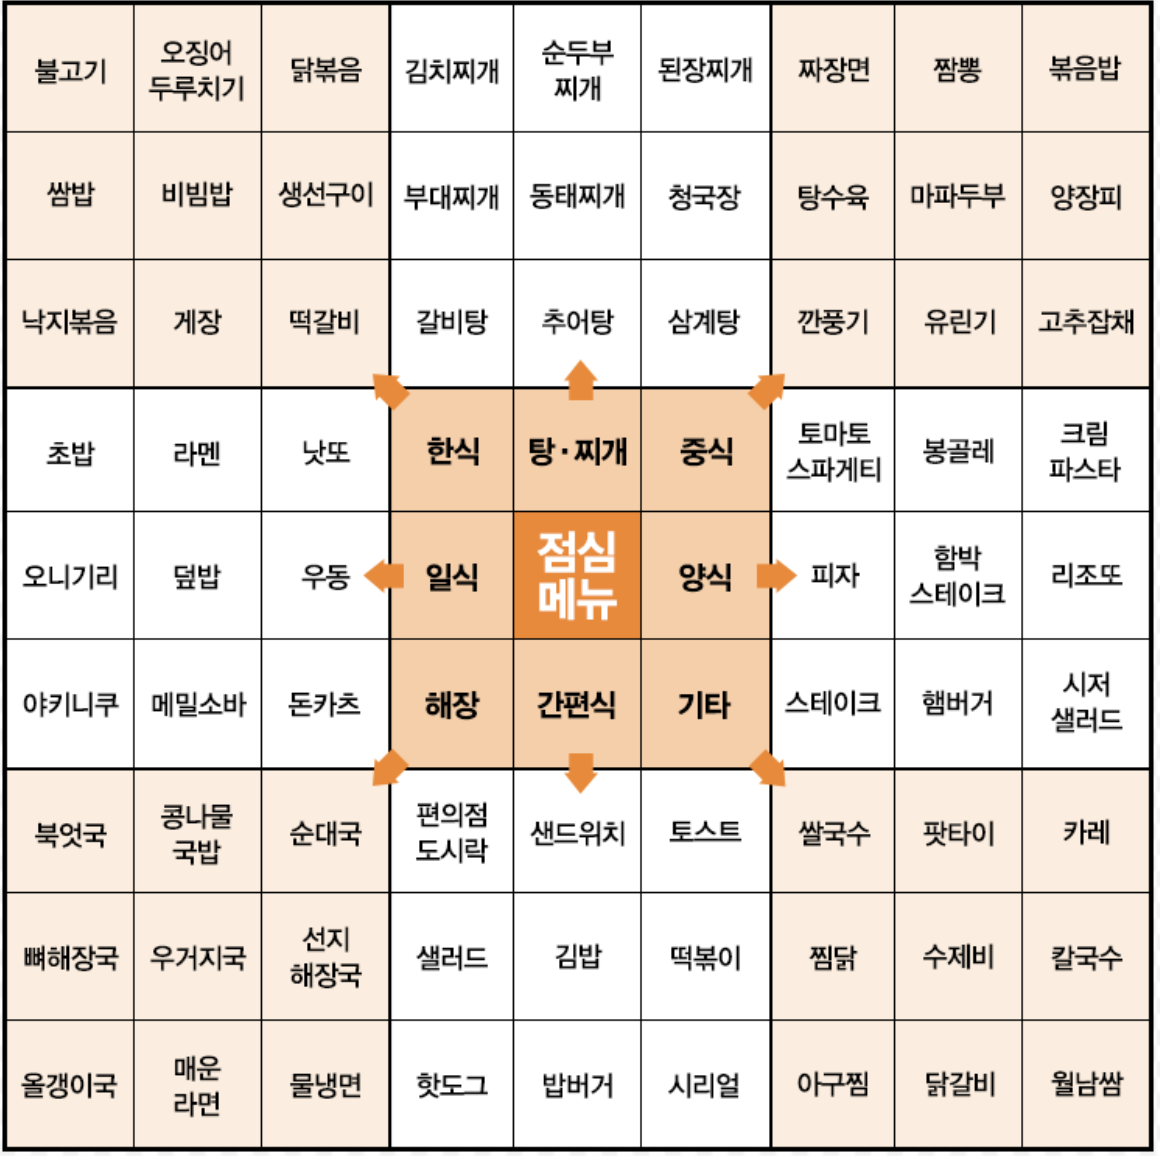 불고기
오징어
두루치기
닭볶음
김치찌개
순두부
찌개
된장찌개
짜장면
짬뽕
볶음밥
쌈밥
비빔밥
생선구이
부대찌개
동태찌개
청국장
탕수육
마파두부
양장피
낙지볶음
게장
떡갈비
갈비탕
추어탕
삼계탕
깐풍기
유린기
고추잡채
초밥
라멘
낫또
한식
탕·찌개
중식
토마토
스파게티
봉골레
크림
파스타
오니기리
덮밥
우동
일식
점심
메뉴
양식
피자
함박
스테이크
리조또
야키니쿠
메밀소바
돈카츠
해장
간편식
기타
스테이크
햄버거
시저
샐러드
북엇국
콩나물
국밥
순대국
편의점
도시락
샌드위치
토스트
쌀국수
팟타이
카레
뼈해장국
우거지국
선지
해장국
샐러드
김밥
떡볶이
찜닭
수제비
칼국수
올갱이국
매운
라면
물냉면
핫도그
밥버거
시리얼
아구찜
닭갈비
월남쌈